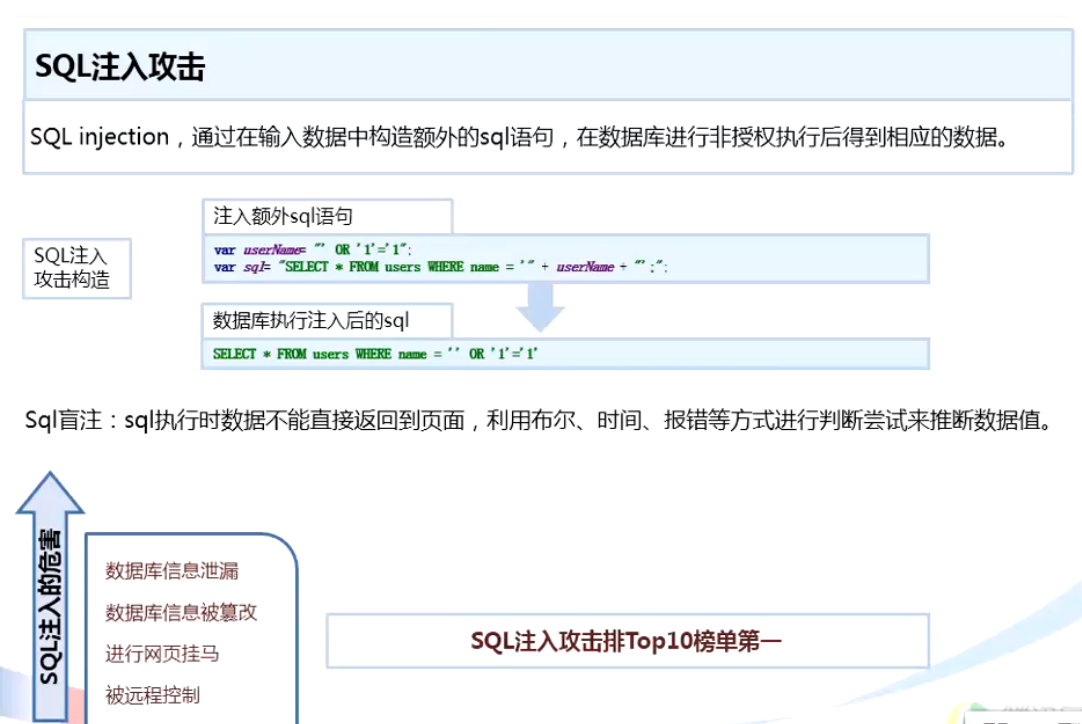 SQL注入攻击
SQL injection，通过在输入数据中构造额外的sql语句，在数据库进行非授权执行后得到相应的数据。
注入额外sql语句
SQL注入
攻击构造
var userName= "' OR '1'='1";
var sql= "SELECT * FROM users WHERE name = '" + userName + "';";
数据库执行注入后的sql
SELECT * FROM users WHERE name = '' OR '1'='1'
Sql盲注：sql执行时数据不能直接返回到页面，利用布尔、时间、报错等方式进行判断尝试来推断数据值。
SQL注入的危害
数据库信息泄漏
数据库信息被篡改
进行网页挂马
被远程控制
SQL注入攻击排Top10榜单第一